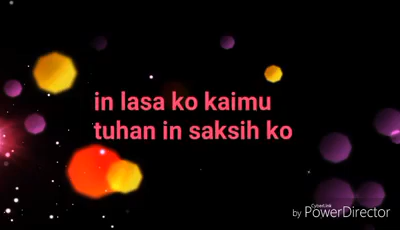 in lasa ko kaimu
tuhan in saksih ko
CyberLink
by PowerDirector